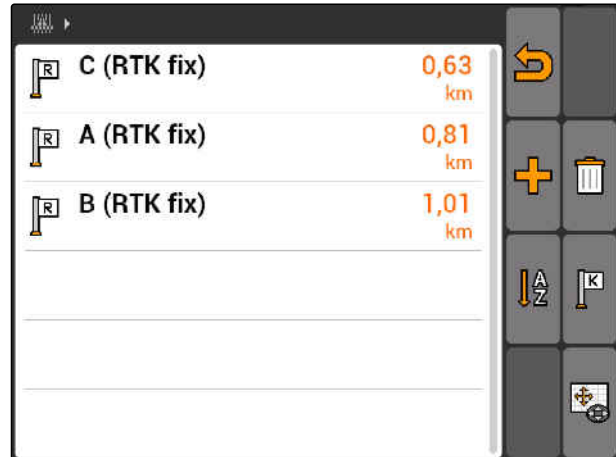 R C (RTK fix) 0,63
km
R A (RTK fix) 0,81
km
R B (RTK fix) 1,01
km
A
Z
K